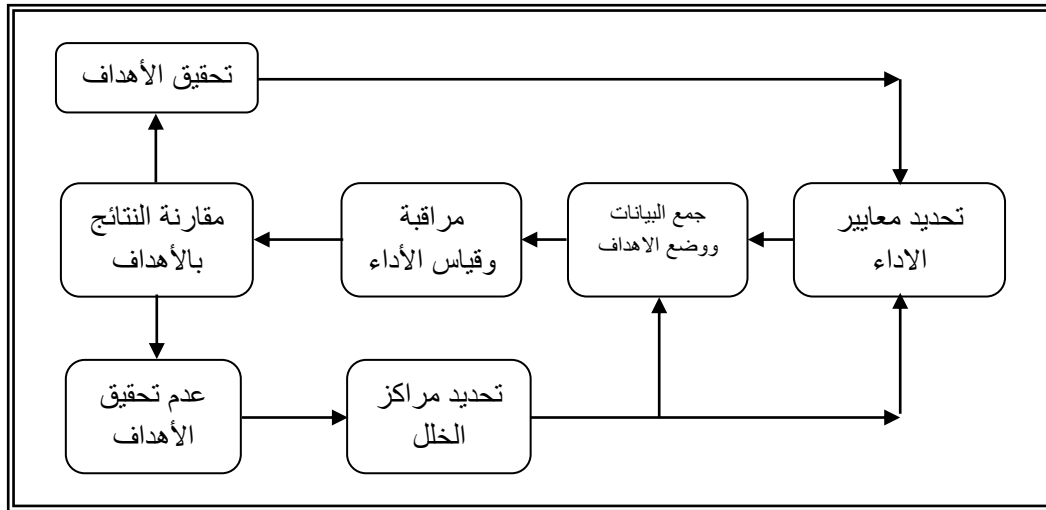 تحقيق الأهداف
تحديد معايير
الاداء
جمع البيانات
ووضع الاهداف
مراقبة
وقياس الأداء
مقارنة النتائج
بالأهداف
عدم تحقيق
الأهداف
تحديد مراكز
الخلل